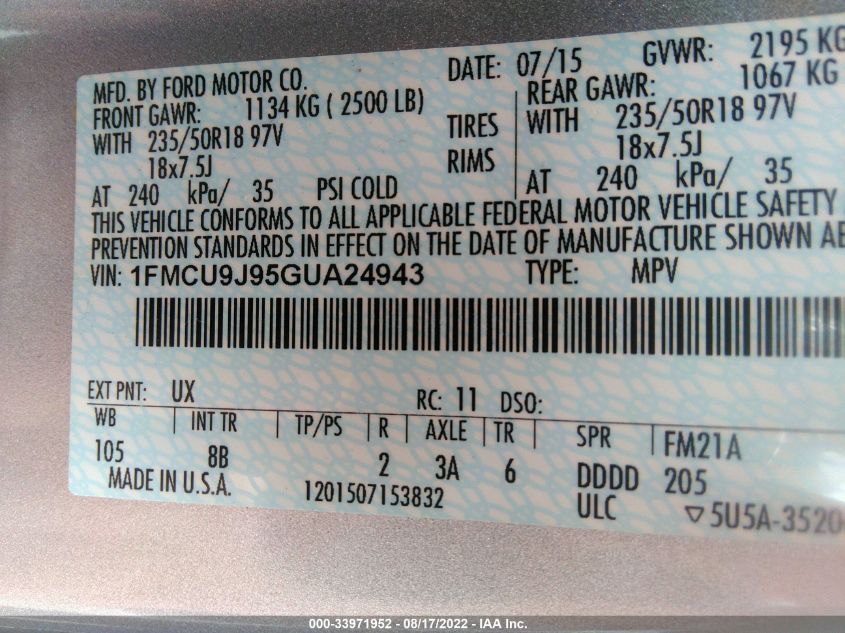 MFD. BY FORD MOTOR CO. DATE: 07/15 GVWR: 2195 KG
FRONT GAWR: 1134 KG ( 2500 LB) REAR GAWR: 1067 KG
WITH 235/50R18 97V TIRES WITH 235/50R18 97V
18x7.5J RIMS 18x7.5J
AT 240 kPa/ 35 PSI COLD AT 240 kPa/ 35
THIS VEHICLE CONFORMS TO ALL APPLICABLE FEDERAL MOTOR VEHICLE SAFETY
PREVENTION STANDARDS IN EFFECT ON THE DATE OF MANUFACTURE SHOWN
VIN: 1FMCU9J95GUA24943 TYPE: MPV
EXT PNT: UX RC: 11 DSO:
WB INT TR TP/PS R AXLE TR SPR FM21A
105 8B 2 3A 6 DDDD 205
MADE IN U.S.A. 1201507153832 ULC ▽5U5A-3520
000-33971952 - 08/17/2022 - IAA Inc.